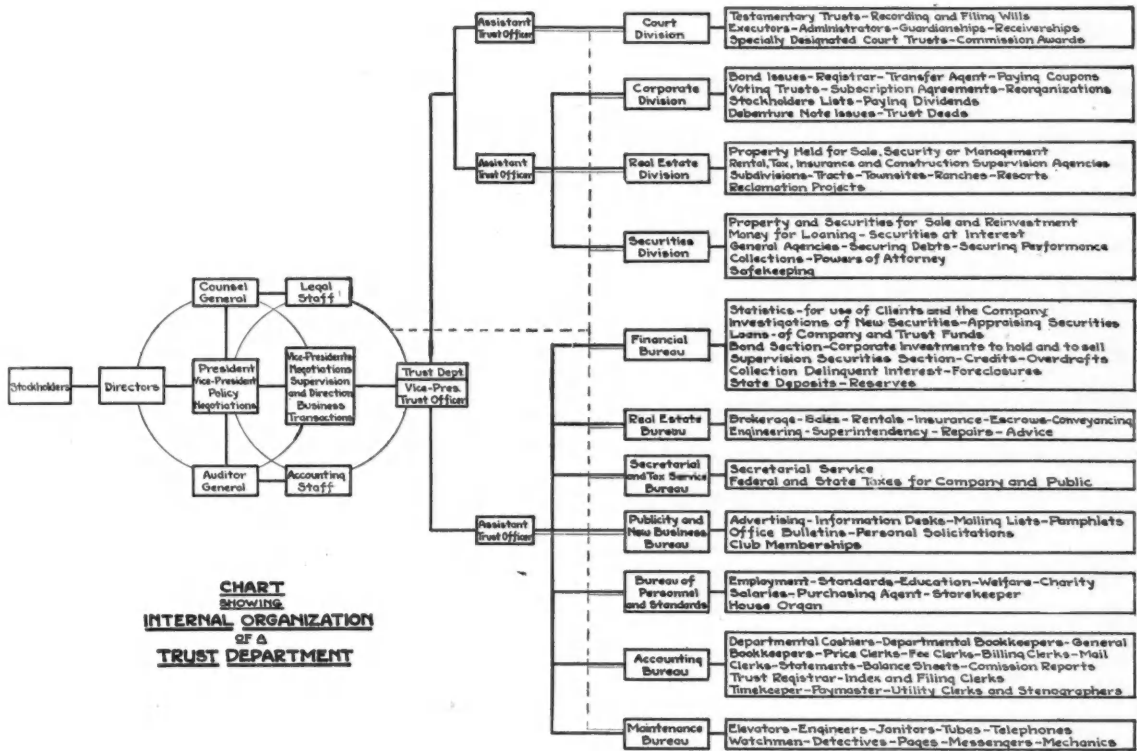 Assistant
Trust Officer
Court
Division
Testamentary Trusts-Recording and Filing Wills
Executors-Administrators-Guardianships-Receiverships
Specially Designated Court Trusts-Commission Awards
Corporate
Division
Bond Issues-Registrar-Transfer Agent-Paying Coupons
Voting Trusts-Subscription Agreements-Reorganizations
Stockholders Lists-Paying Dividends
Debenture Note Issues-Trust Deeds
Assistant
Trust Officer
Real Estate
Division
Property Held for Sale, Security or Management
Rental, Tax, Insurance and Construction Supervision Agencies
Subdivisions-Tracts-Townsites-Ranches-Resorts
Reclamation Projects
Securities
Division
Property and Securities for Sale and Reinvestment
Money for Loaning-Securities at Interest
General Agencies-Securing Debts-Securing Performance
Collections-Powers of Attorney
Safekeeping
Stockholders
Directors
Counsel
General
Legal
Staff
President
Vice-President
Policy
Negotiations
Vice-Presidents
Negotiations
Supervision
and Direction
Business
Transactions
Auditor
General
Accounting
Staff
Trust Dept
Vice-Pres.
Trust Officer
Financial
Bureau
Statistics-for use of Clients and the Company
Investigations of New Securities-Appraising Securities
Loans-of Company and Trust Funds
Bond Section-Corporate Investments to hold and to sell
Supervision Securities Section-Credits-Overdrafts
Collection Delinquent Interest-Foreclosures
State Deposits-Reserves
Real Estate
Bureau
Brokerage-Sales-Rentals-Insurance-Escrows-Conveyancing
Engineering-Superintendency-Repairs-Advice
Secretarial
and Tax Service
Bureau
Secretarial Service
Federal and State Taxes for Company and Public
Assistant
Trust Officer
Publicity and
New Business
Bureau
Advertising-Information Desks-Mailing Lists-Pamphlets
Office Bulletins-Personal Solicitations
Club Memberships
Bureau of
Personnel
and Standards
Employment-Standards-Education-Welfare-Charity
Salaries-Purchasing Agent-Storekeeper
House Organ
Accounting
Bureau
Departmental Cashiers-Departmental Bookkeepers-General
Bookkeepers-Price Clerks-Fee Clerks-Billing Clerks-Mail
Clerks-Statements-Balance Sheets-Comission Reports
Trust Registrar-Index and Filing Clerks
Timekeeper-Paymaster-Utility Clerks and Stenographers
Maintenance
Bureau
Elevators-Engineers-Janitors-Tubes-Telephones
Watchmen-Detectives-Pages-Messengers-Mechanics
CHART
SHOWING
INTERNAL ORGANIZATION
OF A
TRUST DEPARTMENT